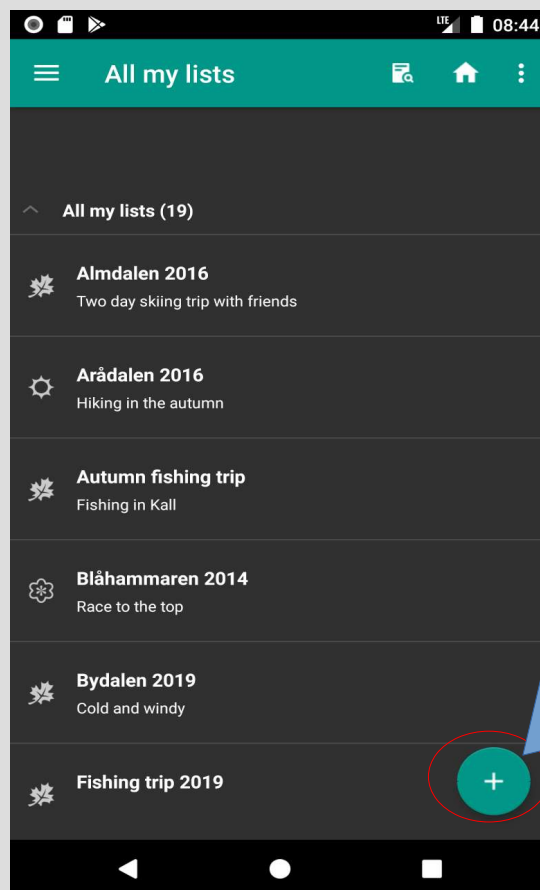 LTE 08:44
All my lists
All my lists (19)
Almdalen 2016
Two day skiing trip with friends
Arådalen 2016
Hiking in the autumn
Autumn fishing trip
Fishing in Kall
Blåhammaren 2014
Race to the top
Bydalen 2019
Cold and windy
Fishing trip 2019
+